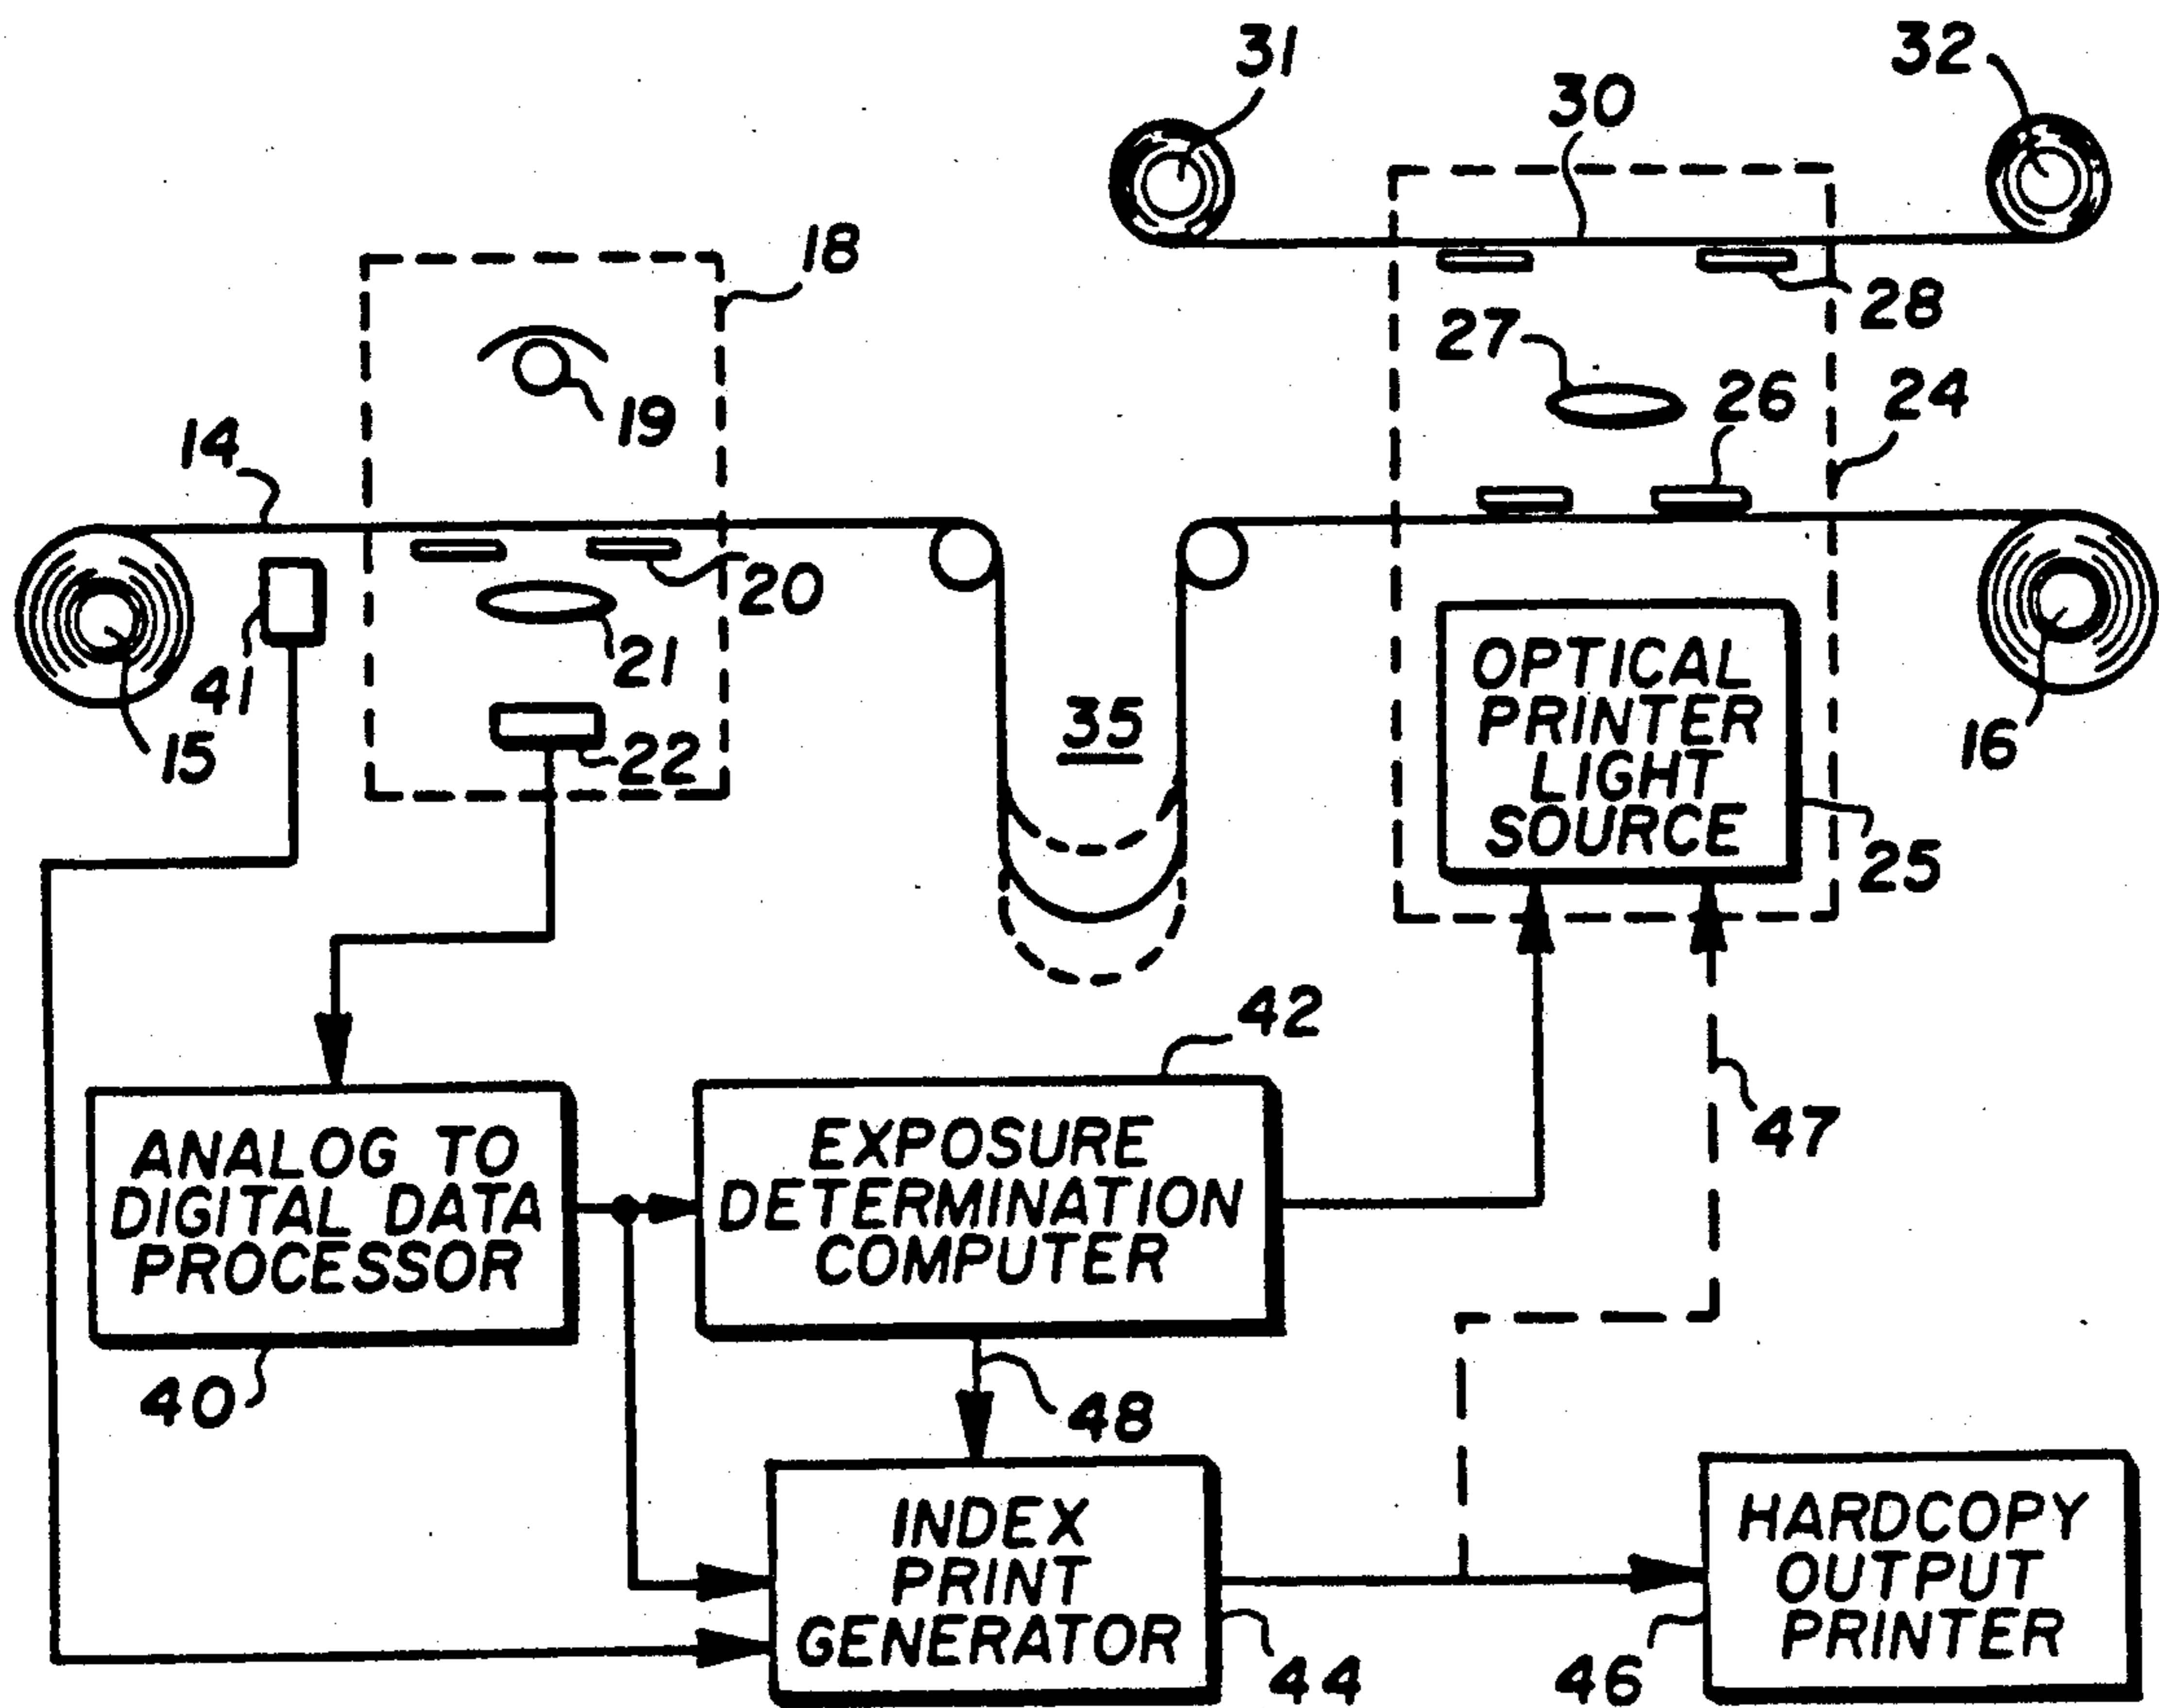 31
32
30
18
28
27
19
26
24
14
20
21
41
15
22
35
OPTICAL
PRINTER
LIGHT
SOURCE
16
25
42
47
ANALOG TO
DIGITAL DATA
PROCESSOR
EXPOSURE
DETERMINATION
COMPUTER
40
48
INDEX
PRINT
GENERATOR
HARDCOPY
OUTPUT
PRINTER
44
46